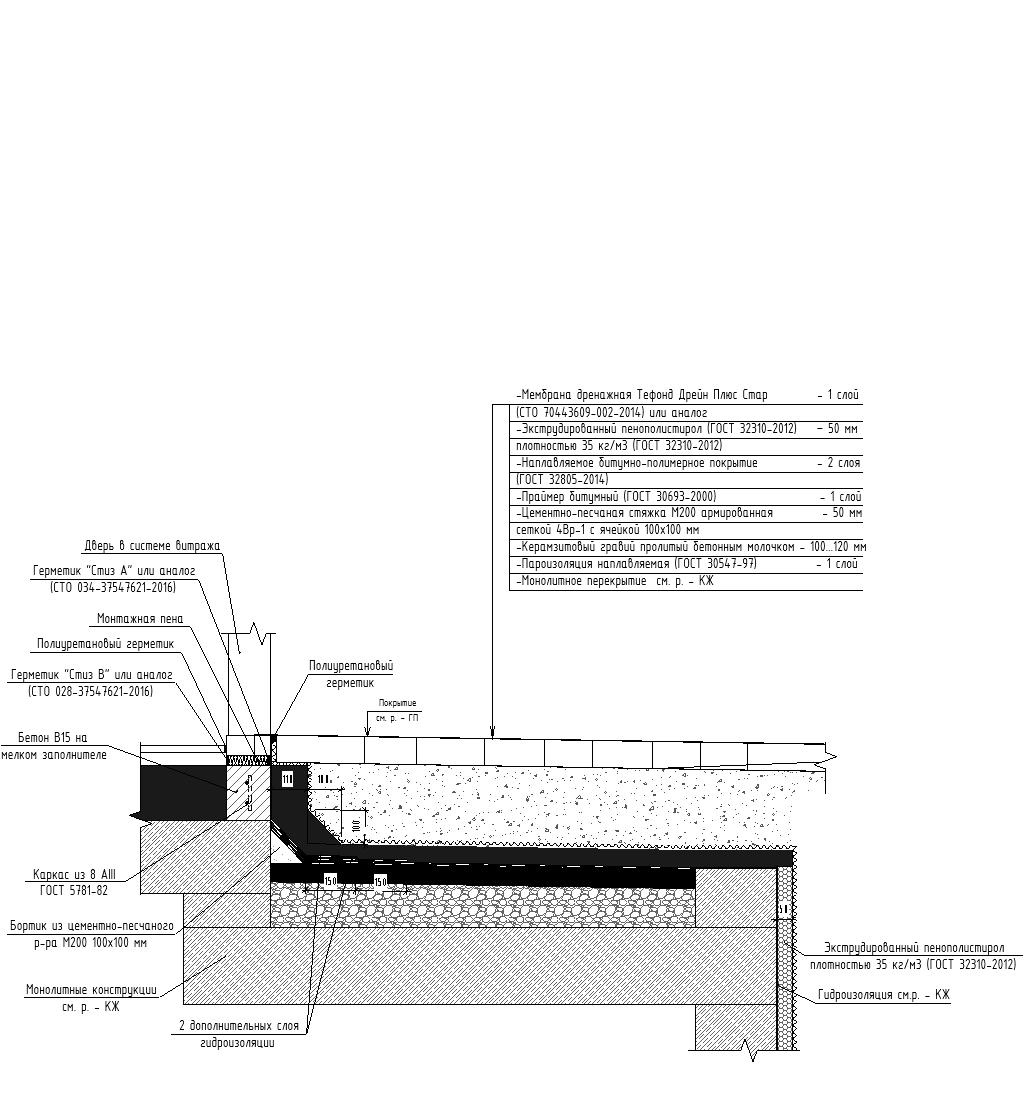 -Мембрана дренажная Тефонд Дрейн Плюс Стар - 1 слой
(СТО 70443609-002-2014) или аналог
-Экструдированный пенополистирол (ГОСТ 32310-2012) - 50 мм
плотностью 35 кг/м3 (ГОСТ 32310-2012)
-Наплавляемое битумно-полимерное покрытие - 2 слоя
(ГОСТ 32805-2014)
-Праймер битумный (ГОСТ 30693-2000) - 1 слой
-Цементно-песчаная стяжка М200 армированная - 50 мм
сеткой 4Вр-1 с ячейкой 100х100 мм
-Керамзитовый гравий пролитый бетонным молочком - 100...120 мм
-Пароизоляция наплавляемая (ГОСТ 30547-97) - 1 слой
-Монолитное перекрытие см. р. - КЖ
Дверь в системе витража
Герметик "Стиз А" или аналог
(СТО 034-37547621-2016)
Монтажная пена
Полиуретановый герметик
Герметик "Стиз В" или аналог
(СТО 028-37547621-2016)
Полиуретановый
герметик
Покрытие
см. р. - ГП
Бетон В15 на
мелком заполнителе
110
100
150
150
Каркас из 8 АIII
ГОСТ 5781-82
Бортик из цементно-песчаного
р-ра М200 100х100 мм
Монолитные конструкции
см. р. - КЖ
2 дополнительных слоя
гидроизоляции
Экструдированный пенополистирол
плотностью 35 кг/м3 (ГОСТ 32310-2012)
Гидроизоляция см.р. - КЖ